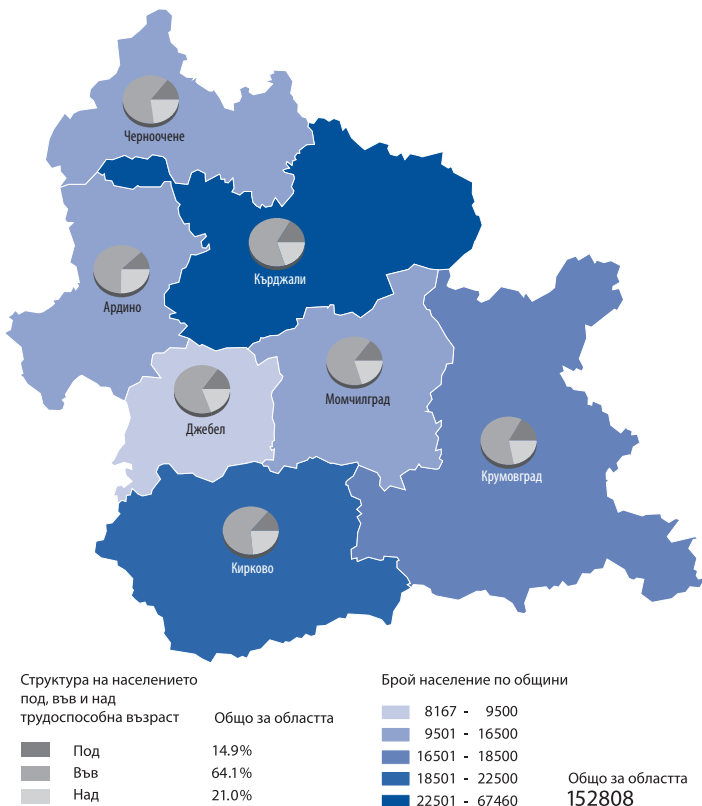 Черноочене
Кърджали
Ардино
Момчилград
Джебел
Крумовград
Кирково
Структура на населението
под, във и над
трудоспособна възраст
Общо за областта
Под 14.9%
Във 64.1%
Над 21.0%
Брой население по общини
8167 - 9500
9501 - 16500
16501 - 18500
18501 - 22500
22501 - 67460
Общо за областта
152808